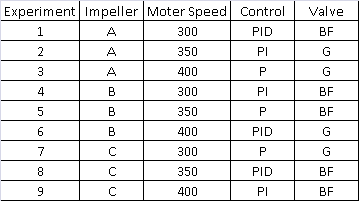 Experiment Impeller Moter Speed Control Valve
1 A 300 PID BF
2 A 350 PI G
3 A 400 P G
4 B 300 PI BF
5 B 350 P BF
6 B 400 PID G
7 C 300 P G
8 C 350 PID BF
9 C 400 PI BF